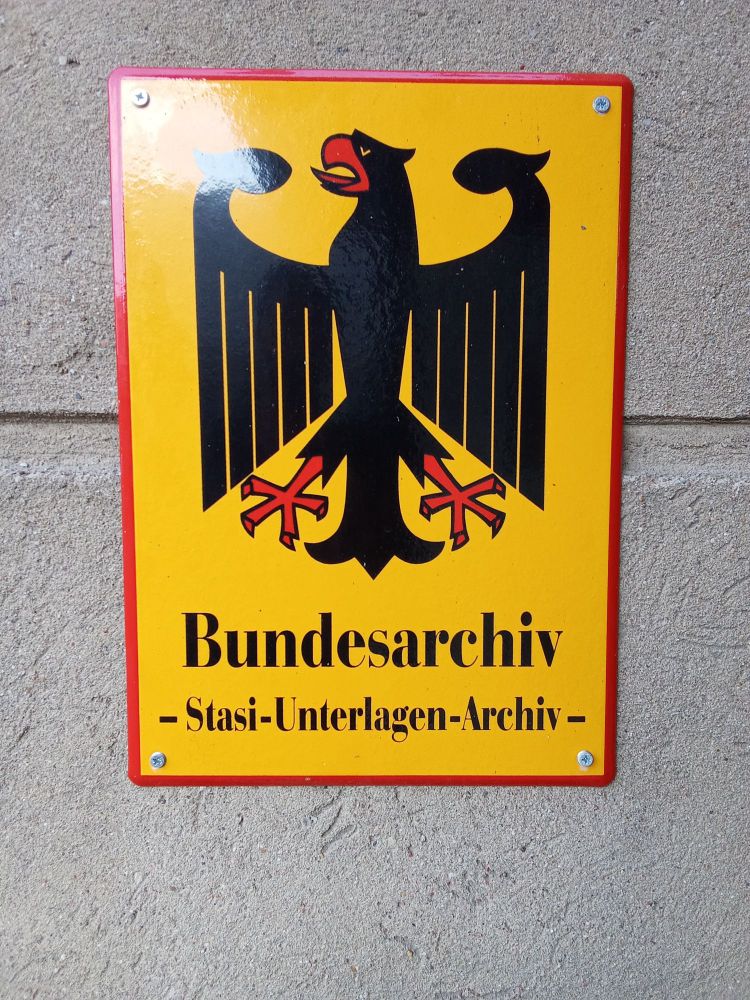 Bundesarchiv
– Stasi-Unterlagen-Archiv –